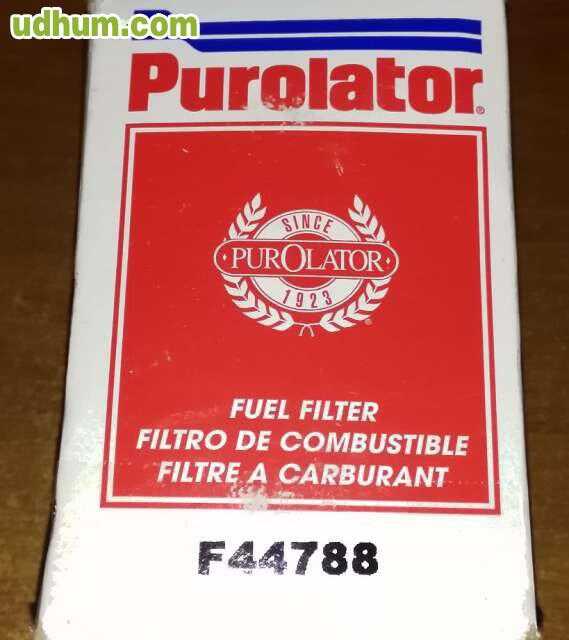 udhum.com
Purolator®
SINCE
PUROLATOR
1923
®
FUEL FILTER
FILTRO DE COMBUSTIBLE
FILTRE A CARBURANT
F44788